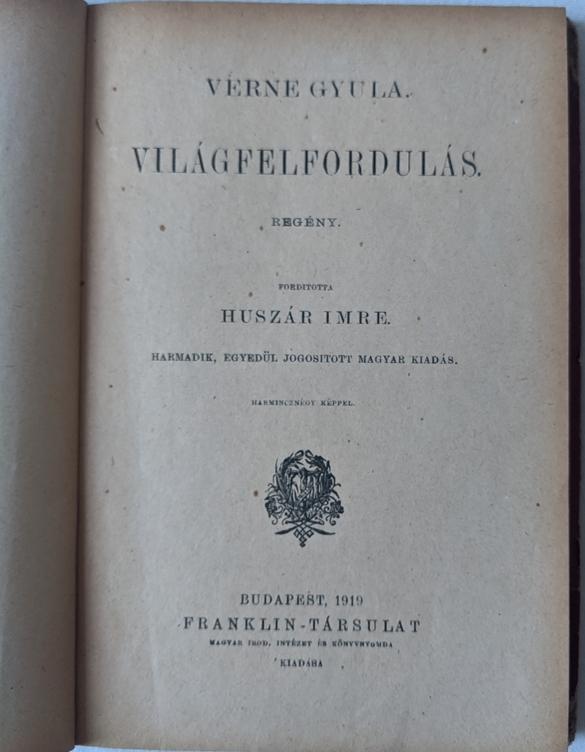 VERNE GYULA.
VILÁGFELFORDULÁS.
REGÉNY.
FORDITOTTA
HUSZÁR IMRE.
HARMADIK, EGYEDÜL JOGOSITOTT MAGYAR KIADÁS.
HARMINCZNÉGY KÉPPEL.
BUDAPEST, 1919
FRANKLIN-TÁRSULAT
MAGYAR IROD. INTÉZET ÉS KÖNYVNYOMDA
KIADÁSA